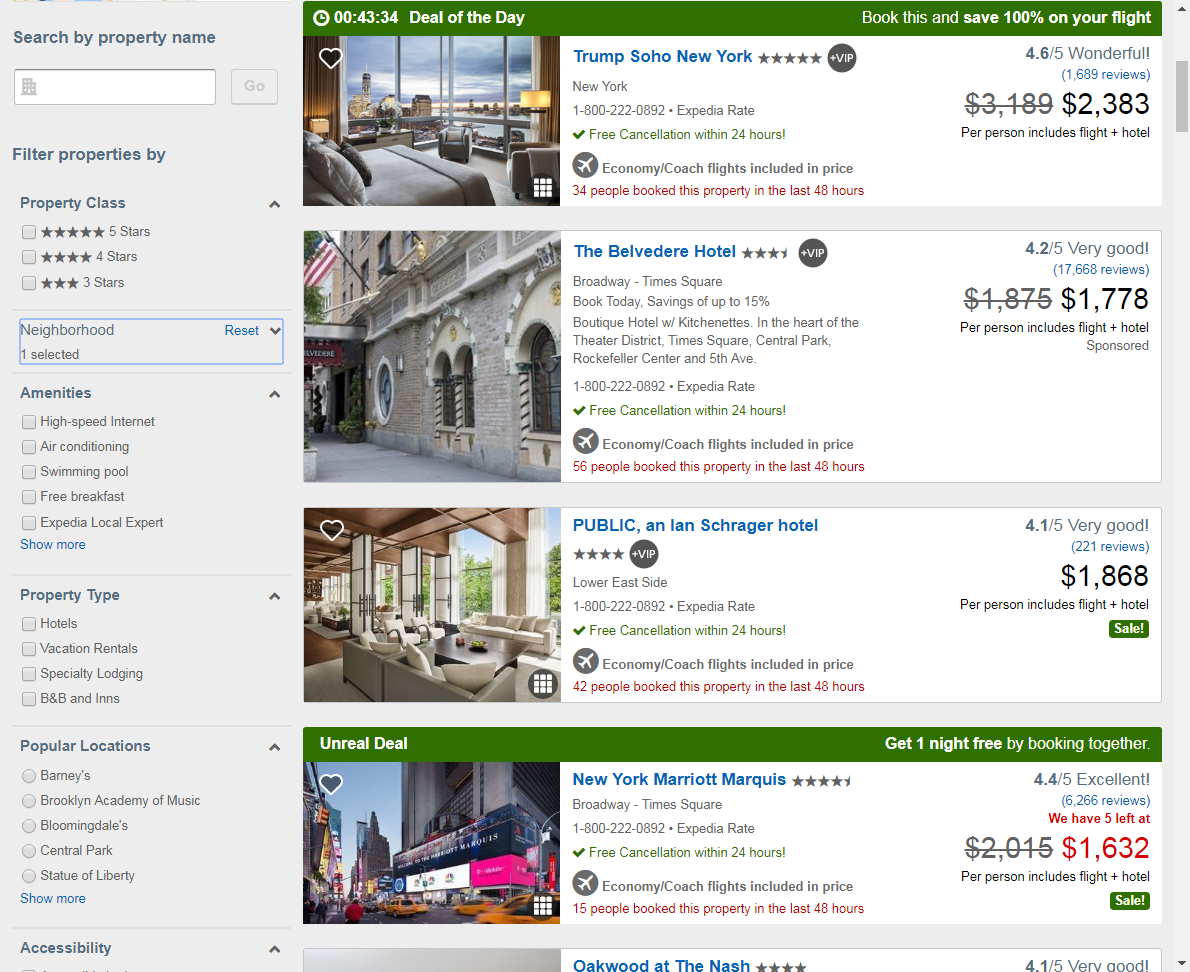 Search by property name
Go
Filter properties by
Property Class
5 Stars
4 Stars
3 Stars
Neighborhood
Reset
1 selected
Amenities
High-speed Internet
Air conditioning
Swimming pool
Free breakfast
Expedia Local Expert
Show more
Property Type
Hotels
Vacation Rentals
Specialty Lodging
B&B and Inns
Popular Locations
Barney's
Brooklyn Academy of Music
Bloomingdale's
Central Park
Statue of Liberty
Show more
Accessibility
00:43:34 Deal of the Day
Book this and save 100% on your flight
Trump Soho New York ★★★★★ +VIP
New York
1-800-222-0892 • Expedia Rate
Free Cancellation within 24 hours!
Economy/Coach flights included in price
34 people booked this property in the last 48 hours
4.6/5 Wonderful!
(1,689 reviews)
$3,189 $2,383
Per person includes flight + hotel
BELVEDERE
The Belvedere Hotel +VIP
Broadway - Times Square
Book Today, Savings of up to 15%
Boutique Hotel w/ Kitchenettes. In the heart of the
Theater District, Times Square, Central Park,
Rockefeller Center and 5th Ave.
1-800-222-0892 • Expedia Rate
Free Cancellation within 24 hours!
Economy/Coach flights included in price
56 people booked this property in the last 48 hours
4.2/5 Very good!
(17,668 reviews)
$1,875 $1,778
Per person includes flight + hotel
Sponsored
PUBLIC, an Ian Schrager hotel
+VIP
Lower East Side
1-800-222-0892 • Expedia Rate
Free Cancellation within 24 hours!
Economy/Coach flights included in price
42 people booked this property in the last 48 hours
4.1/5 Very good!
(221 reviews)
$1,868
Per person includes flight + hotel
Sale!
Unreal Deal
Get 1 night free by booking together.
WELCOME TO THE MARRIOTT MARQUIS
New York Marriott Marquis
Broadway - Times Square
1-800-222-0892 • Expedia Rate
Free Cancellation within 24 hours!
Economy/Coach flights included in price
15 people booked this property in the last 48 hours
4.4/5 Excellent!
(6,266 reviews)
We have 5 left at
$2,015 $1,632
Per person includes flight + hotel
Sale!
Oakwood at The Nash
4.1/5 Very good!